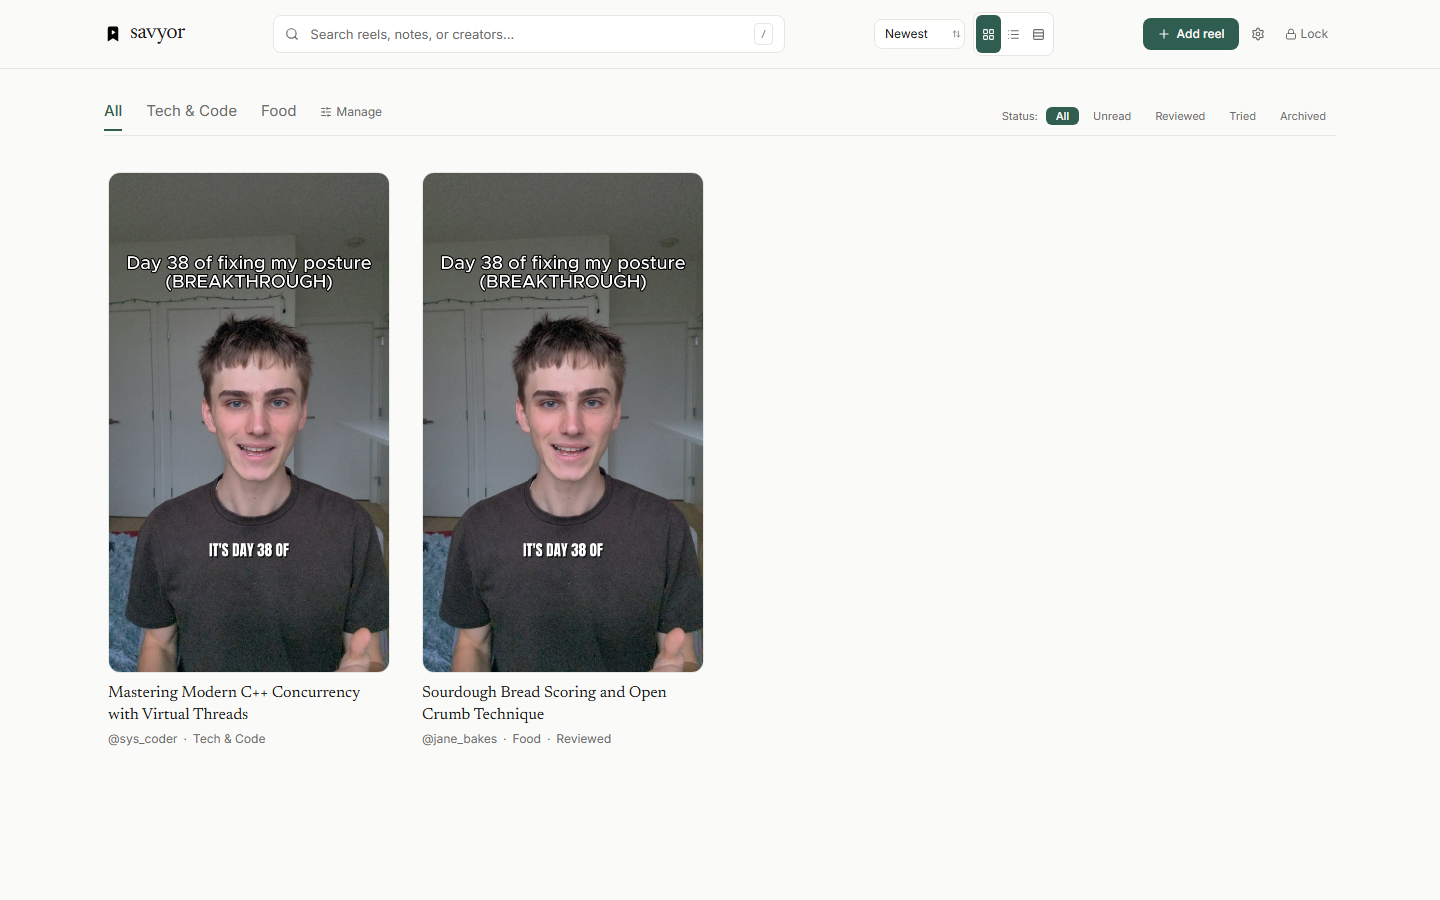 savyor
Search reels, notes, or creators...
/
Newest
Add reel
Lock
All
Tech & Code
Food
Manage
Status:
All
Unread
Reviewed
Tried
Archived
Day 38 of fixing my posture
(BREAKTHROUGH)
IT'S DAY 38 OF
Mastering Modern C++ Concurrency
with Virtual Threads
@sys_coder · Tech & Code
Day 38 of fixing my posture
(BREAKTHROUGH)
IT'S DAY 38 OF
Sourdough Bread Scoring and Open
Crumb Technique
@jane_bakes · Food · Reviewed